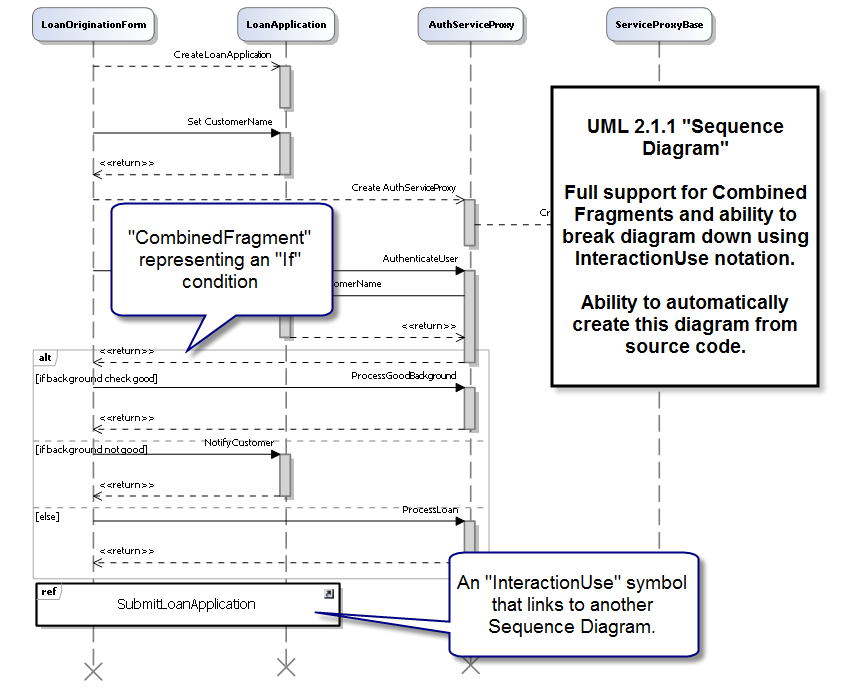 LoanOriginationForm
LoanApplication
AuthServiceProxy
ServiceProxyBase
CreateLoanApplication
Set CustomerName
<<return>>
Create AuthServiceProxy
Cr
UML 2.1.1 "Sequence
Diagram"
Full support for Combined
Fragments and ability to
break diagram down using
InteractionUse notation.
Ability to automatically
create this diagram from
source code.
"CombinedFragment"
representing an "If"
condition
AuthenticateUser
omerName
<<return>>
<<return>>
alt
[if background check good]
ProcessGoodBackground
<<return>>
[if background not good]
NotifyCustomer
<<return>>
[else]
ProcessLoan
<<return>>
ref
SubmitLoanApplication
An "InteractionUse" symbol
that links to another
Sequence Diagram.